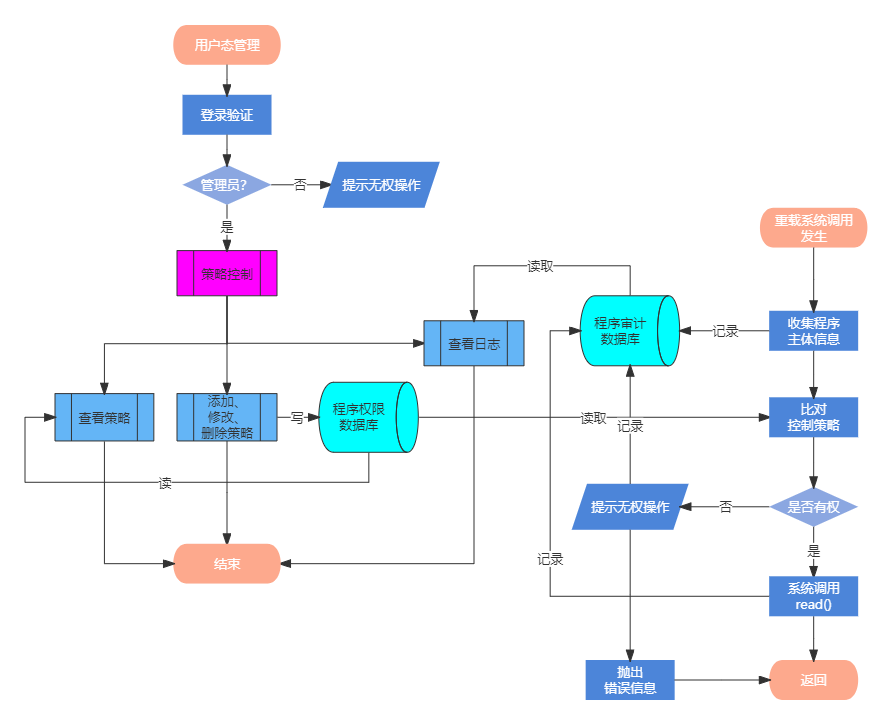 用户态管理
登录验证
管理员?
否
提示无权操作
是
策略控制
查看日志
查看策略
添加、
修改、
删除策略
写
程序权限
数据库
读
结束
读取
程序审计
数据库
记录
重载系统调用
发生
收集程序
主体信息
读取
比对
控制策略
记录
提示无权操作
否
是否有权
是
记录
系统调用
read()
抛出
错误信息
返回